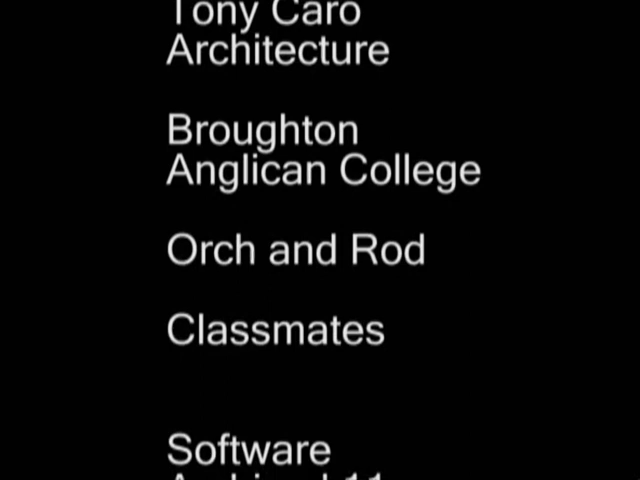 Tony Caro
Architecture
Broughton
Anglican College
Orch and Rod
Classmates
Software